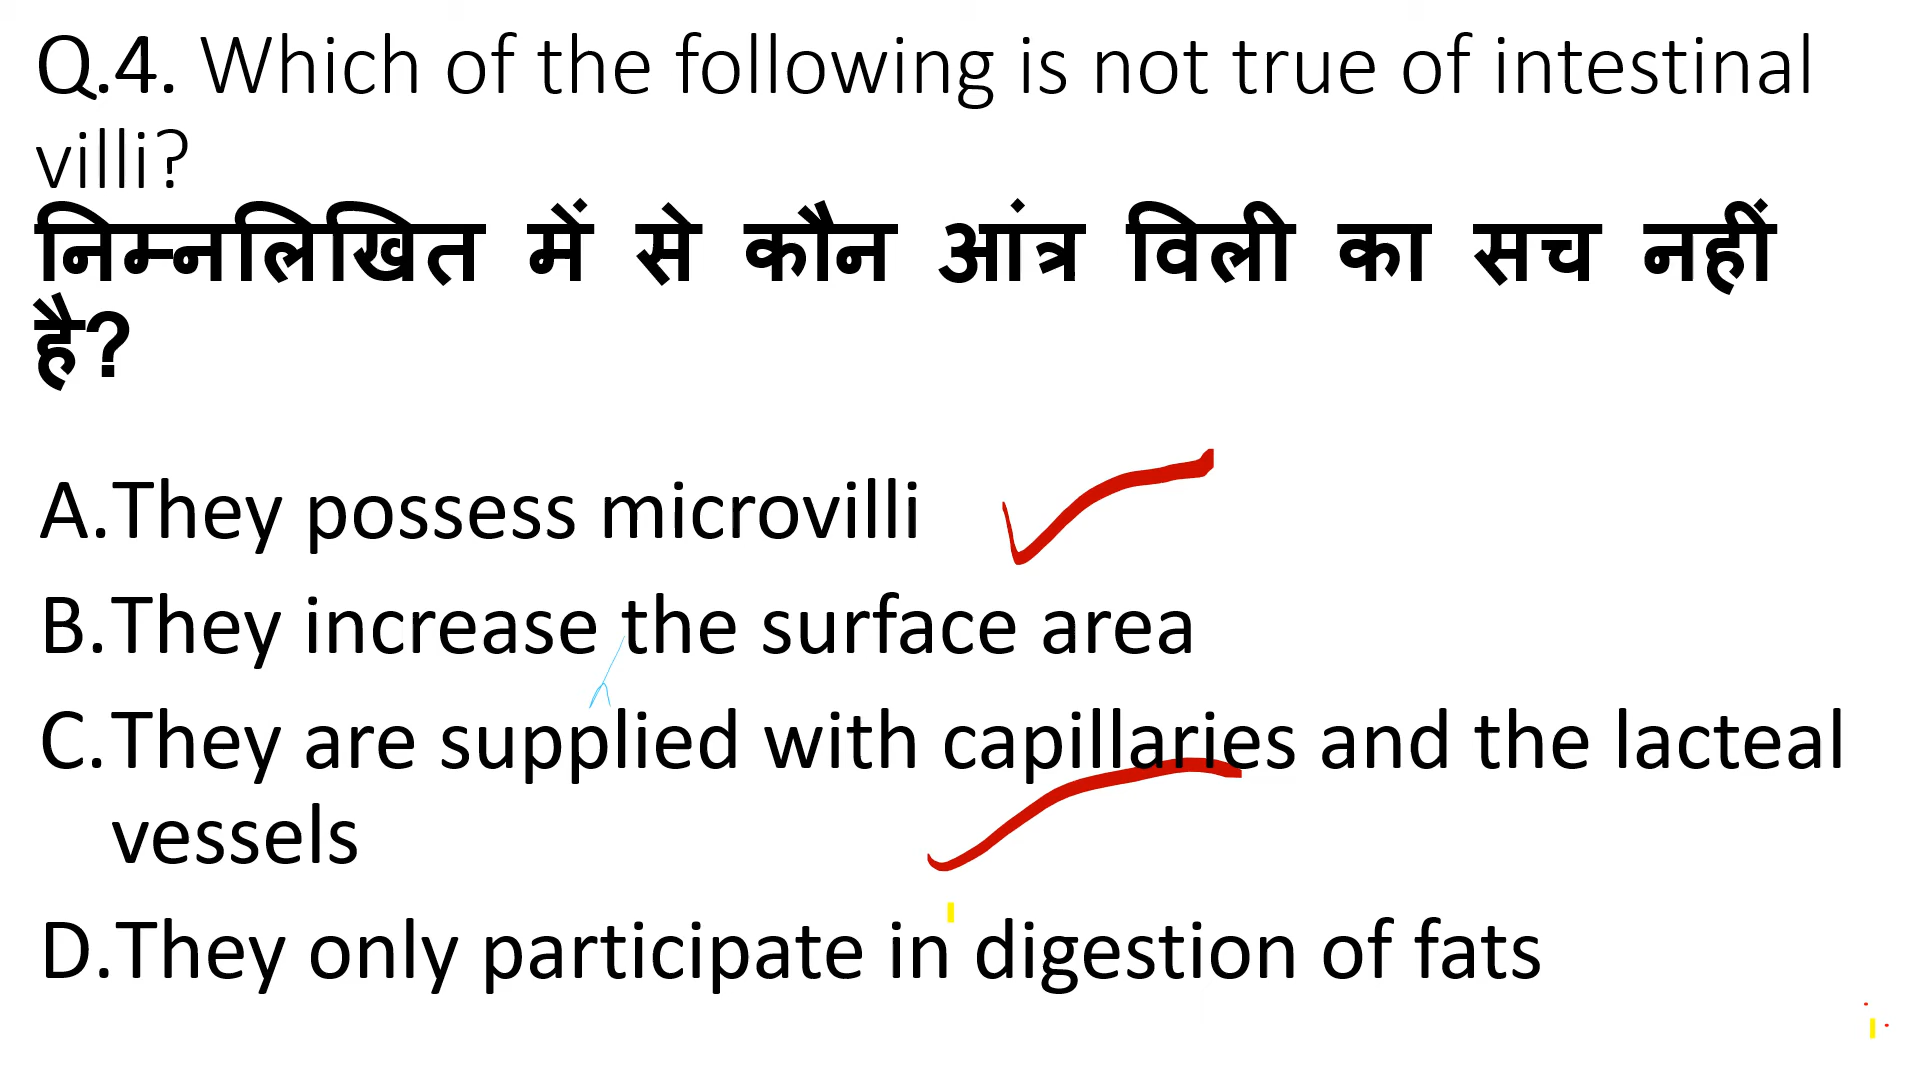 Q.4. Which of the following is not true of intestinal
villi?
निम्नलिखित में से कौन आंत्र विली का सच नहीं
है?
A.They possess microvilli
B.They increase the surface area
C.They are supplied with capillaries and the lacteal
vessels
D.They only participate in digestion of fats